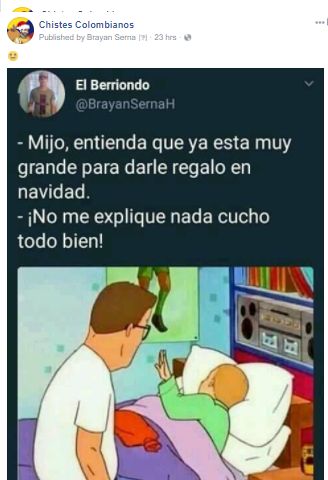 Chistes Colombianos
Published by Brayan Serna [?] · 23 hrs ·
El Berriondo
@BrayanSernaH
- Mijo, entienda que ya esta muy
grande para darle regalo en
navidad.
- ¡No me explique nada cucho
todo bien!